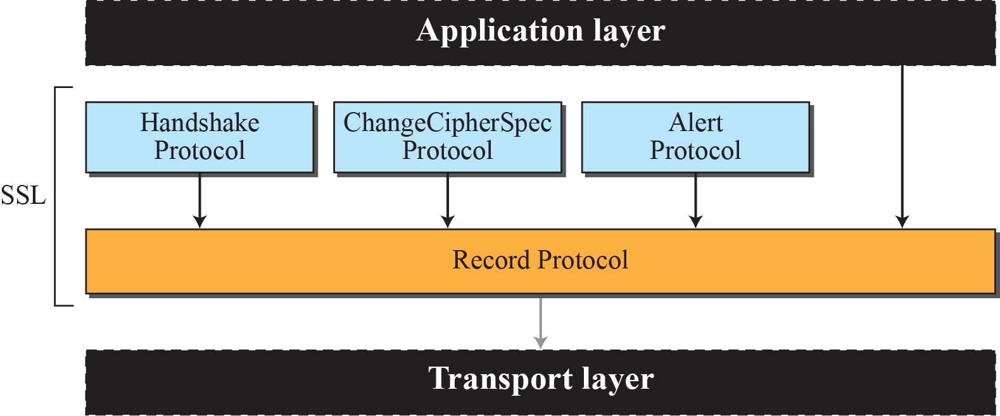 Application layer
Handshake
Protocol
ChangeCipherSpec
Protocol
Alert
Protocol
SSL
Record Protocol
Transport layer